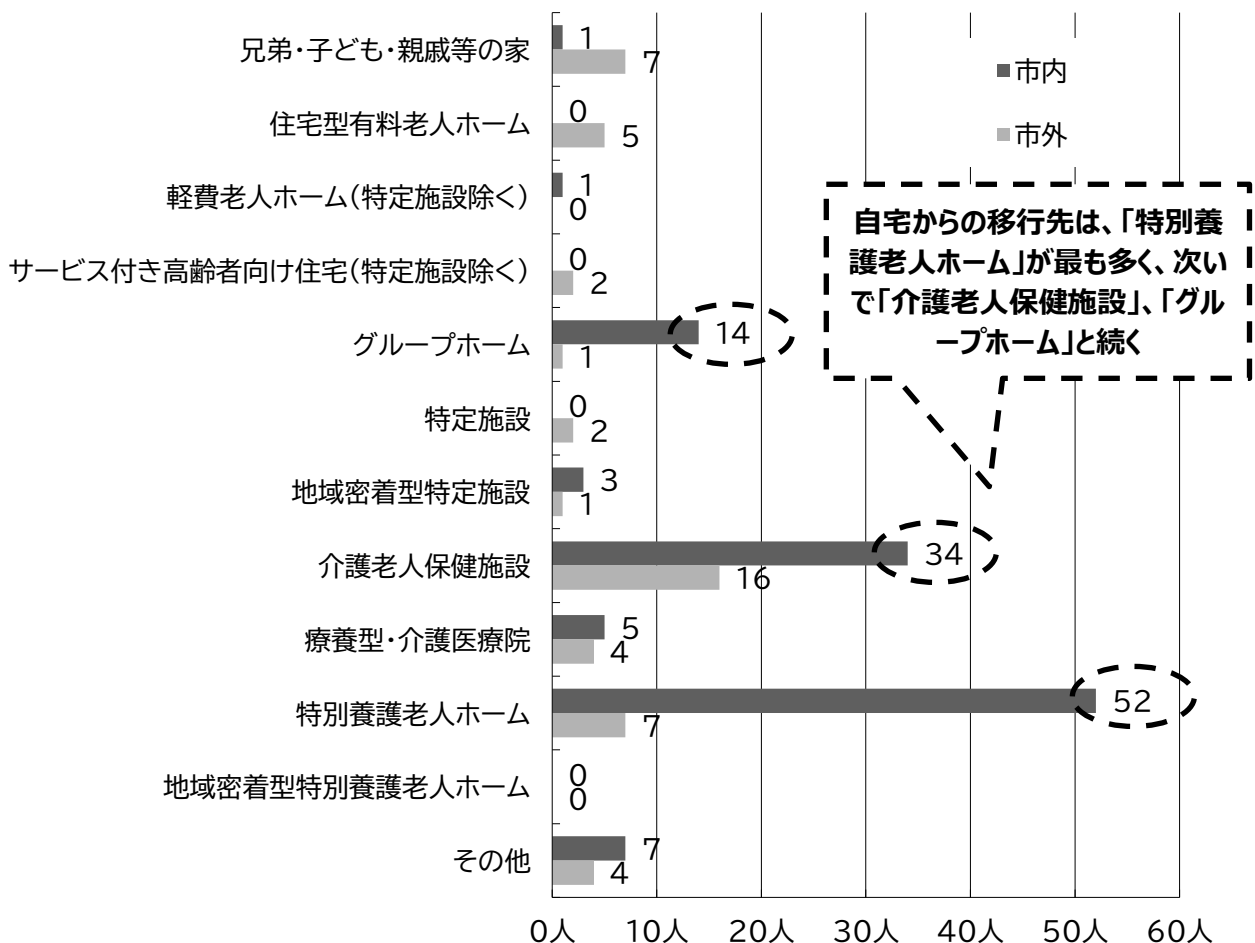 兄弟・子ども・親戚等の家
1
7
住宅型有料老人ホーム
0
5
軽費老人ホーム(特定施設除く)
1
0
サービス付き高齢者向け住宅(特定施設除く)
0
2
グループホーム
14
1
特定施設
0
2
地域密着型特定施設
3
1
介護老人保健施設
34
16
療養型・介護医療院
5
4
特別養護老人ホーム
52
7
地域密着型特別養護老人ホーム
0
0
その他
7
4
0人 10人 20人 30人 40人 50人 60人
■市内
■市外
自宅からの移行先は、「特別養
護老人ホーム」が最も多く、次い
で「介護老人保健施設」、「グル
ープホーム」と続く